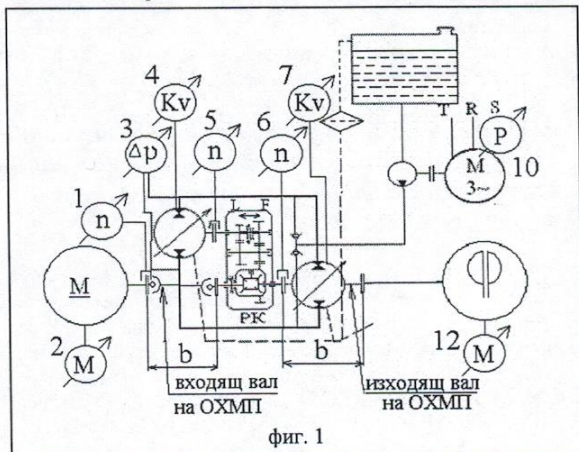 4
7
Kv
Kv
3
5
6
T R S
Δp
n
n
P
M
3~
10
1
n
L F
M
2
M
РК
12
M
b
b
входящ вал
на ОХМП
изходящ вал
на ОХМП
фиг. 1